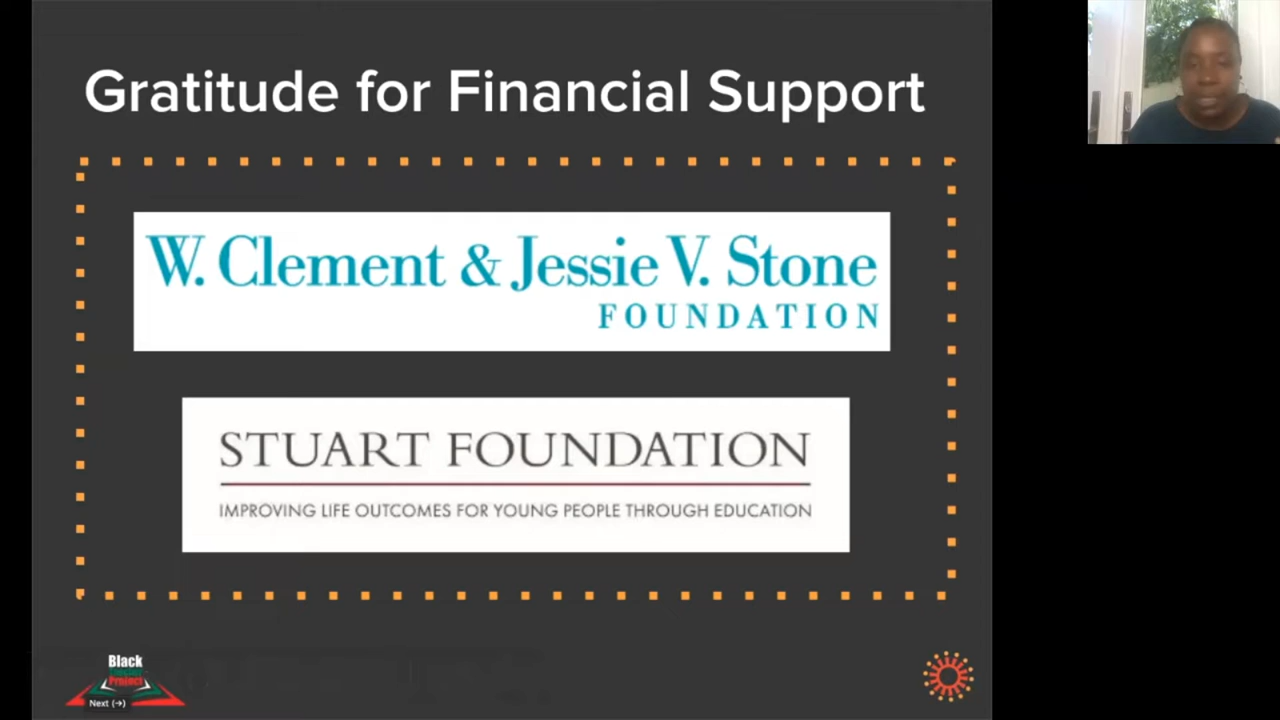 Gratitude for Financial Support
W. Clement & Jessie V. Stone
FOUNDATION
STUART FOUNDATION
IMPROVING LIFE OUTCOMES FOR YOUNG PEOPLE THROUGH EDUCATION
Black
Project
Next (→)